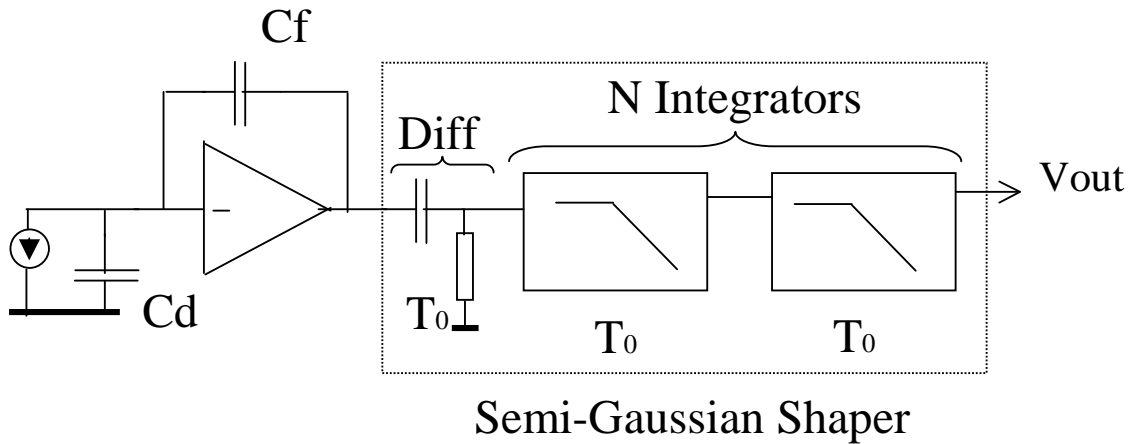 Cf
N Integrators
Diff
Vout
Cd
T0
T0
T0
Semi-Gaussian Shaper